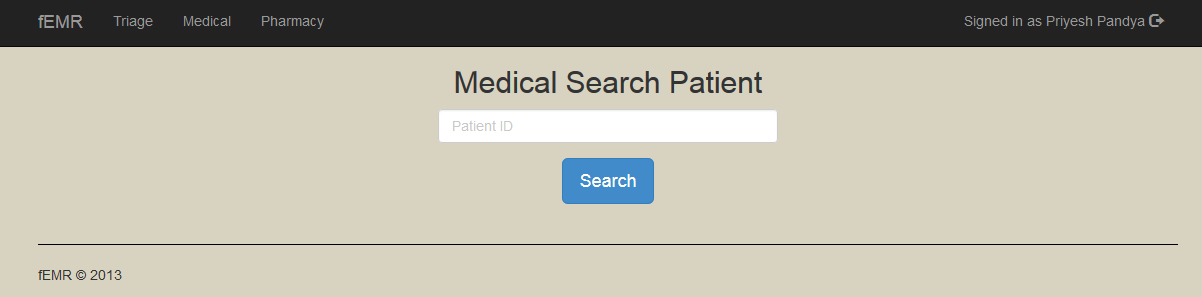 fEMR Triage Medical Pharmacy Signed in as Priyesh Pandya
Medical Search Patient
Patient ID
Search
fEMR © 2013